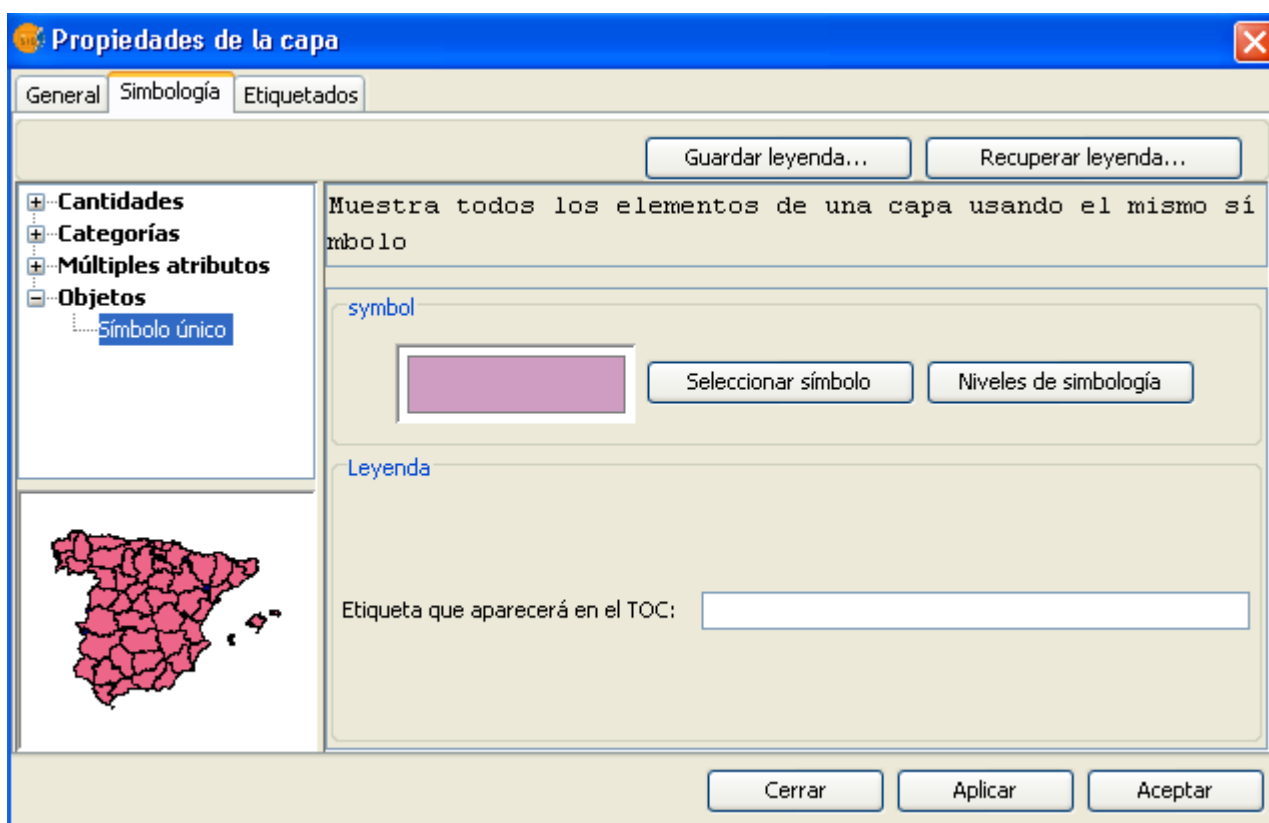 Propiedades de la capa
General Simbología Etiquetados
Guardar leyenda... Recuperar leyenda...
Cantidades
Categorías
Múltiples atributos
Objetos
Símbolo único
Muestra todos los elementos de una capa usando el mismo sí
mbolo
symbol
Seleccionar símbolo Niveles de simbología
Leyenda
Etiqueta que aparecerá en el TOC:
Cerrar Aplicar Aceptar